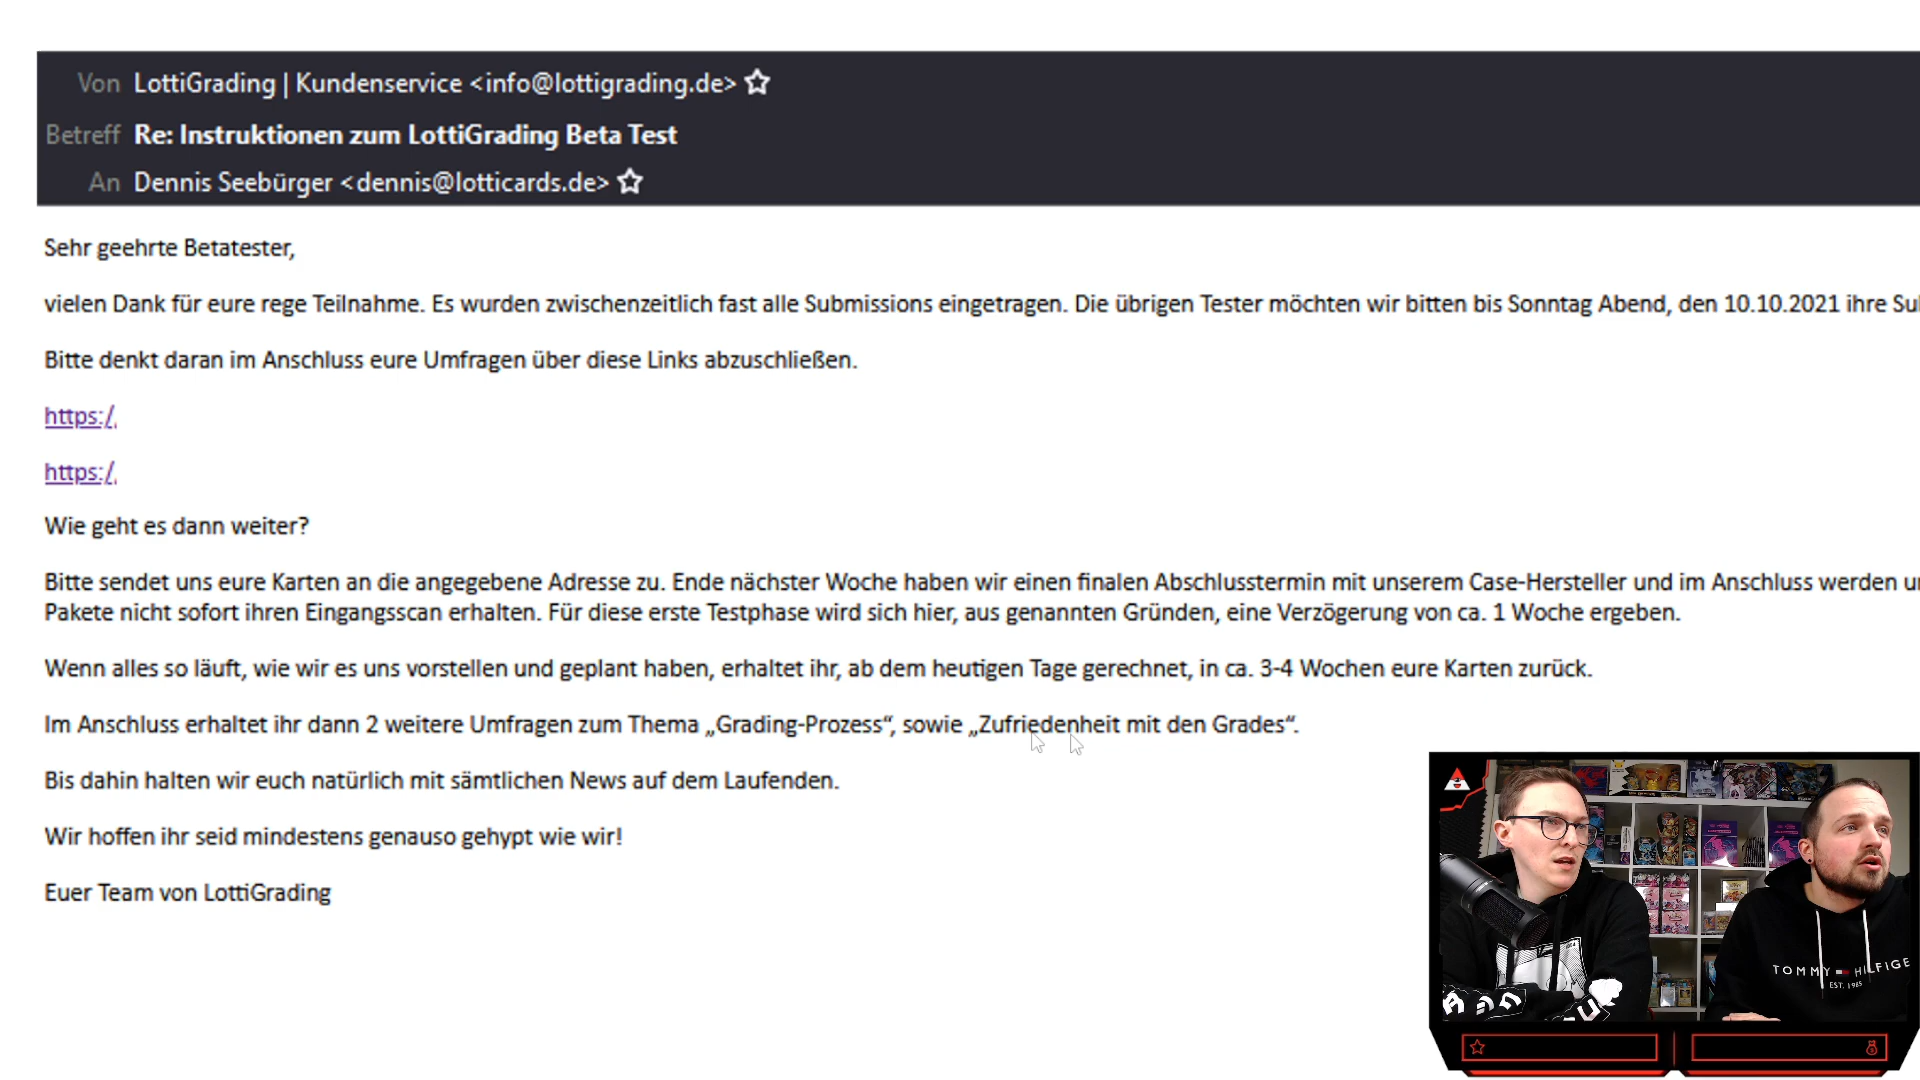 Von LottiGrading | Kundenservice <info@lottigrading.de>
Betreff Re: Instruktionen zum LottiGrading Beta Test
An Dennis Seebürger <dennis@lotticards.de>
Sehr geehrte Betatester,
vielen Dank für eure rege Teilnahme. Es wurden zwischenzeitlich fast alle Submissions eingetragen. Die übrigen Tester möchten wir bitten bis Sonntag Abend, den 10.10.2021 ihre
Bitte denkt daran im Anschluss eure Umfragen über diese Links abzuschließen.
https:/
https:/
Wie geht es dann weiter?
Bitte sendet uns eure Karten an die angegebene Adresse zu. Ende nächster Woche haben wir einen finalen Abschlusstermin mit unserem Case-Hersteller und im Anschluss werden
Pakete nicht sofort ihren Eingangsscan erhalten. Für diese erste Testphase wird sich hier, aus genannten Gründen, eine Verzögerung von ca. 1 Woche ergeben.
Wenn alles so läuft, wie wir es uns vorstellen und geplant haben, erhaltet ihr, ab dem heutigen Tage gerechnet, in ca. 3-4 Wochen eure Karten zurück.
Im Anschluss erhaltet ihr dann 2 weitere Umfragen zum Thema „Grading-Prozess“, sowie „Zufriedenheit mit den Grades“.
Bis dahin halten wir euch natürlich mit sämtlichen News auf dem Laufenden.
Wir hoffen ihr seid mindestens genauso gehypt wie wir!
Euer Team von LottiGrading
TOMMY HILFIGE
EST. 1985